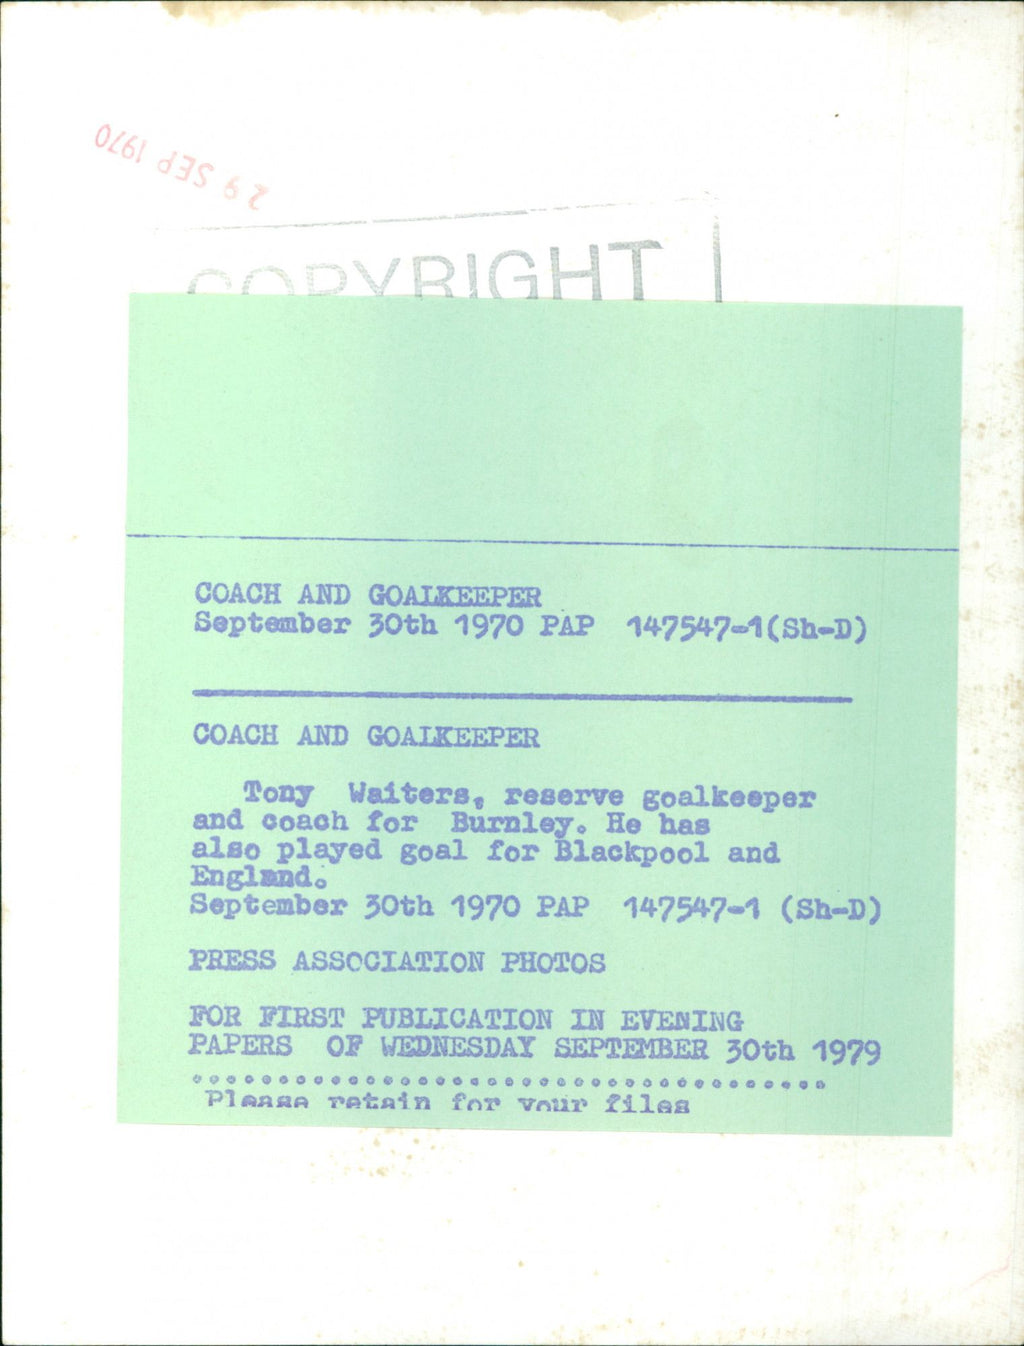 29 SEP 1970
COPYRIGHT
COACH AND GOALKEEPER
September 30th 1970 PAP 147547-1(Sh-D)
COACH AND GOALKEEPER
Tony Waiters, reserve goalkeeper
and coach for Burnley. He has
also played goal for Blackpool and
England.
September 30th 1970 PAP 147547-1 (Sh-D)
PRESS ASSOCIATION PHOTOS
FOR FIRST PUBLICATION IN EVENING
PAPERS OF WEDNESDAY SEPTEMBER 30th 1979
Please retain for your files